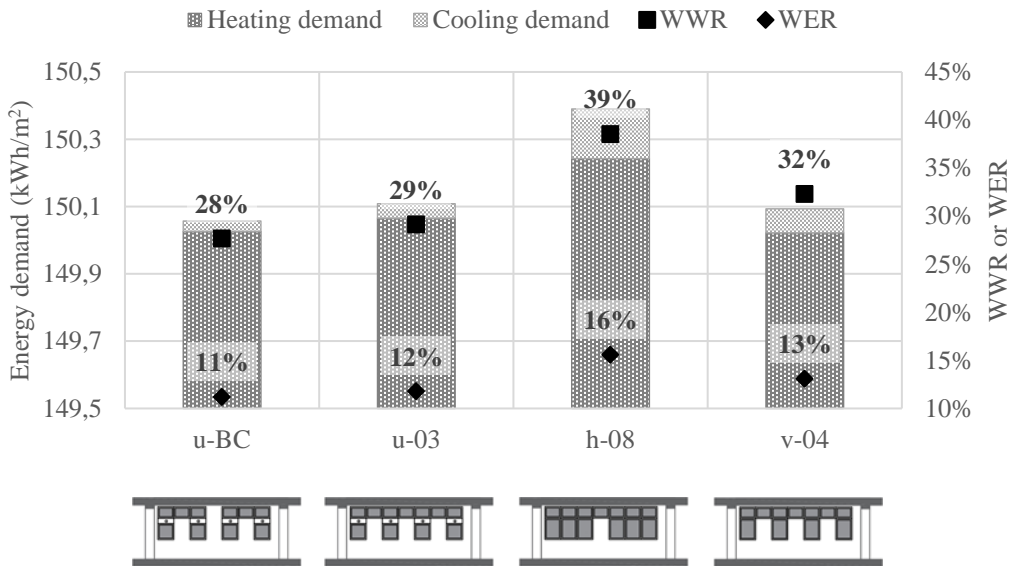 Heating demand Cooling demand WWR WER
Energy demand (kWh/m²)
150,5
150,3
150,1
149,9
149,7
149,5
28% 29% 39% 32%
11% 12% 16% 13%
45%
40%
35%
30%
25%
20%
15%
10%
WWR or WER
u-BC u-03 h-08 v-04